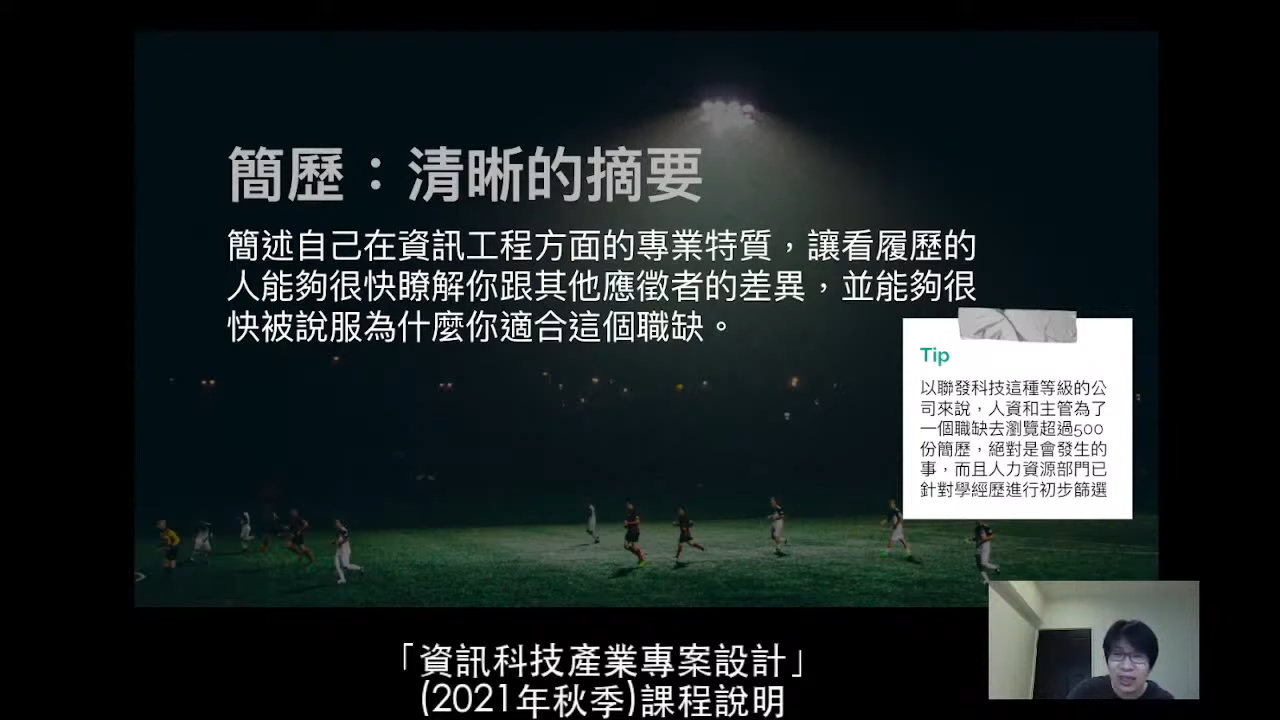 簡歷：清晰的摘要
簡述自己在資訊工程方面的專業特質，讓看履歷的
人能夠很快瞭解你跟其他應徵者的差異，並能夠很
快被說服為什麼你適合這個職缺。
Tip
以聯發科技這種等級的公
司來說，人資和主管為了
一個職缺去瀏覽超過500
份簡歷，絕對是會發生的
事，而且人力資源部門已
針對學經歷進行初步篩選
「資訊科技產業專案設計」
(2021年秋季)課程說明